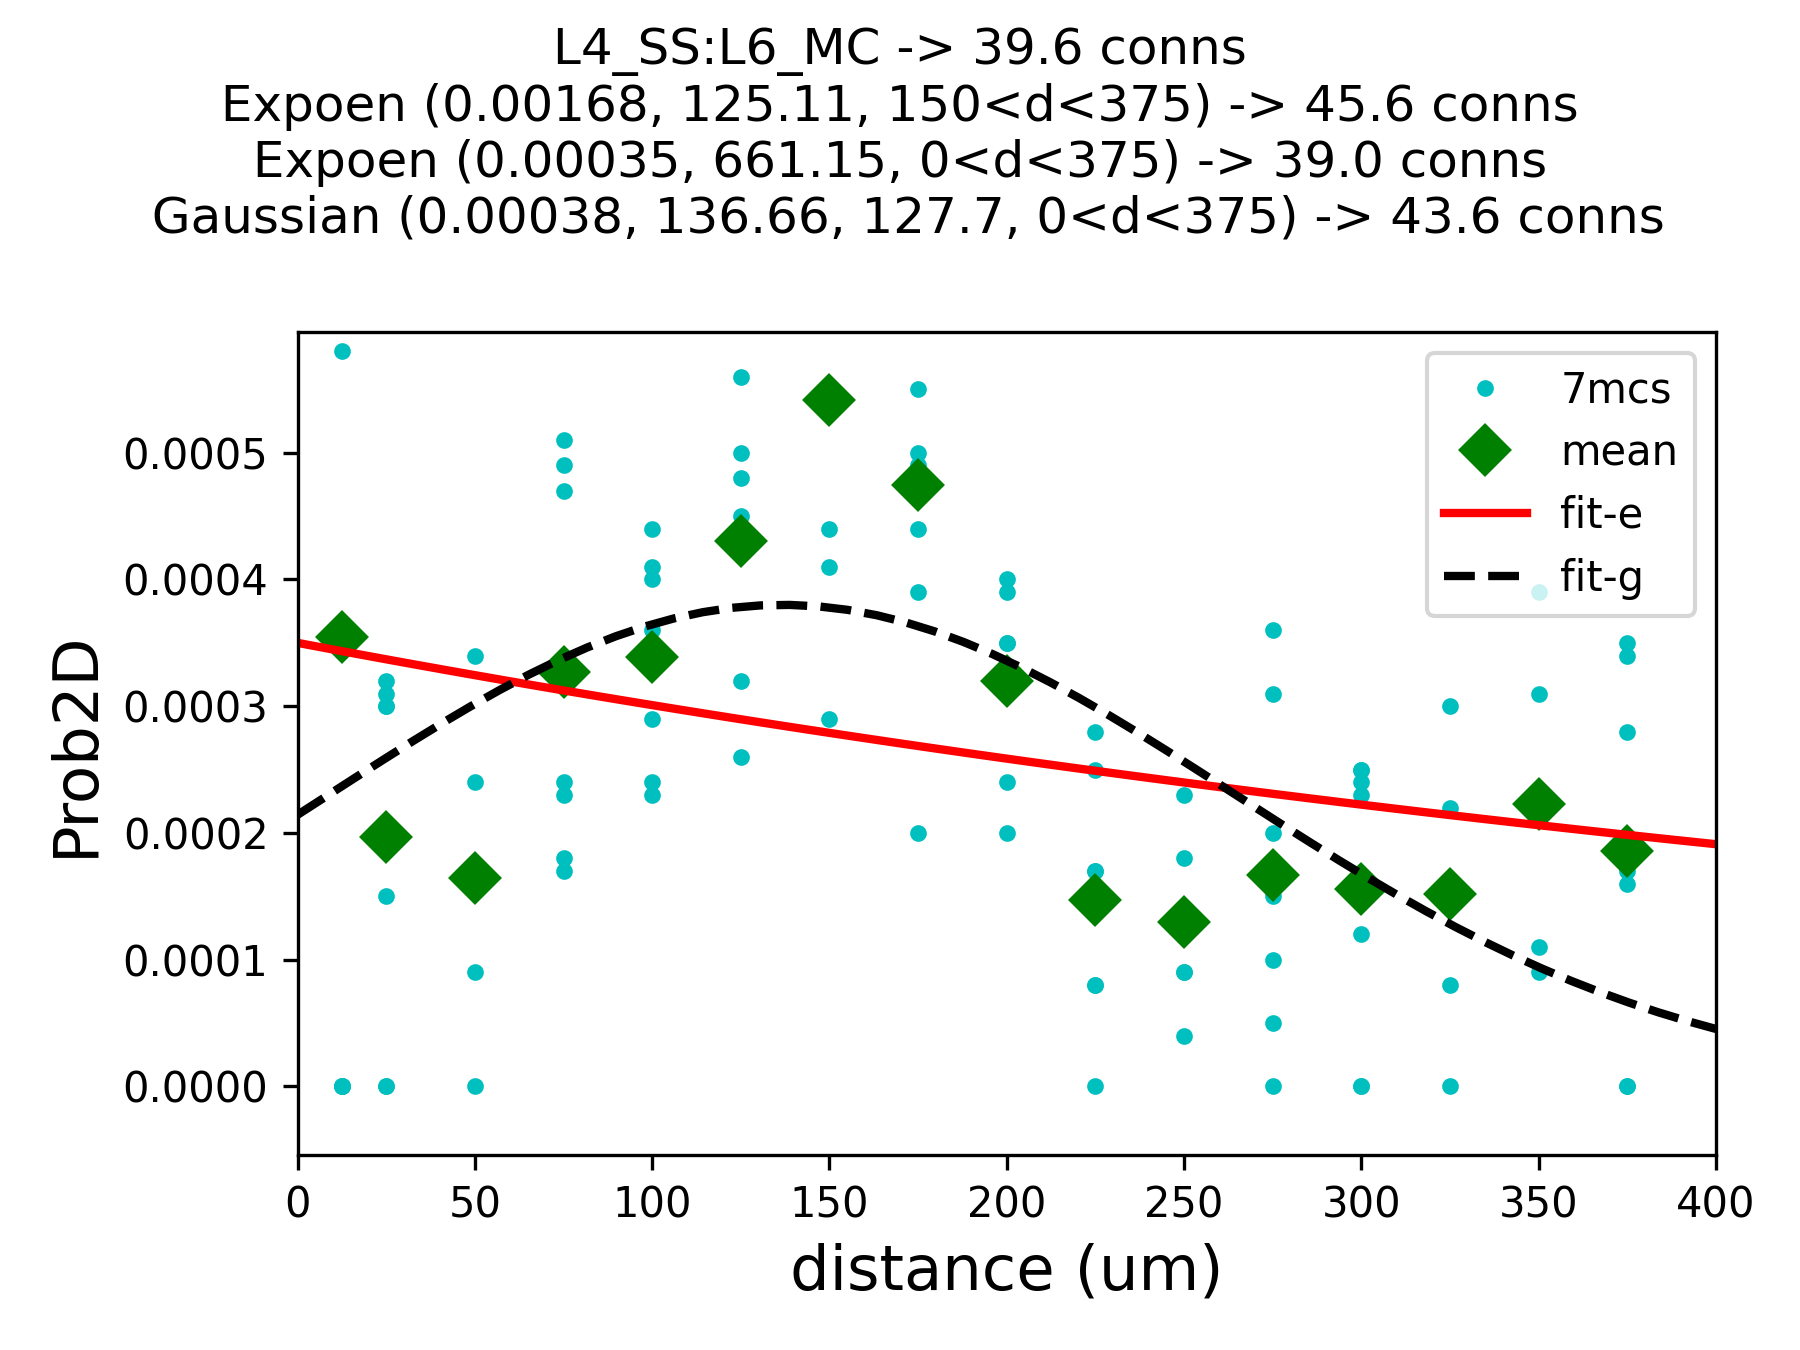 L4_SS:L6_MC -> 39.6 conns
Expoen (0.00168, 125.11, 150<d<375) -> 45.6 conns
Expoen (0.00035, 661.15, 0<d<375) -> 39.0 conns
Gaussian (0.00038, 136.66, 127.7, 0<d<375) -> 43.6 conns
7mcs
mean
fit-e
fit-g
Prob2D
0.0005
0.0004
0.0003
0.0002
0.0001
0.0000
0 50 100 150 200 250 300 350 400
distance (um)